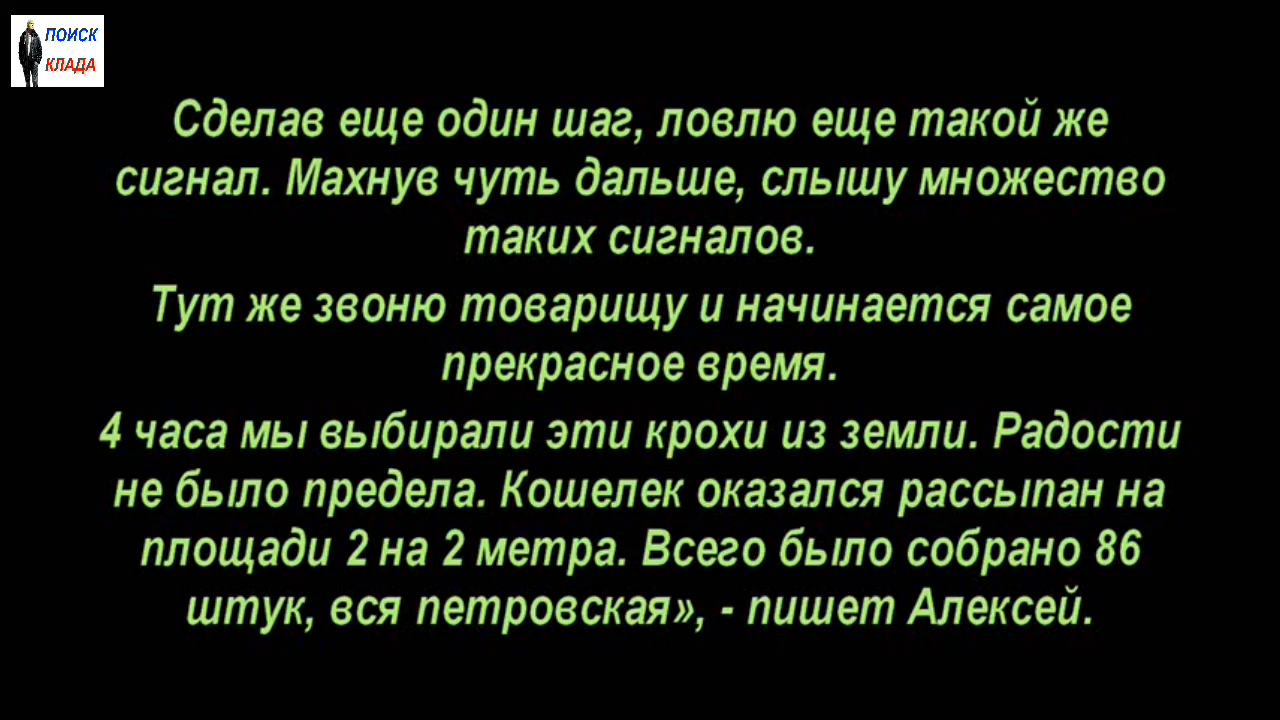 ПОИСК
КЛАДА
Сделав еще один шаг, ловлю еще такой же
сигнал. Махнув чуть дальше, слышу множество
таких сигналов.
Тут же звоню товарищу и начинается самое
прекрасное время.
4 часа мы выбирали эти крохи из земли. Радости
не было предела. Кошелек оказался рассыпан на
площади 2 на 2 метра. Всего было собрано 86
штук, вся петровская», - пишет Алексей.